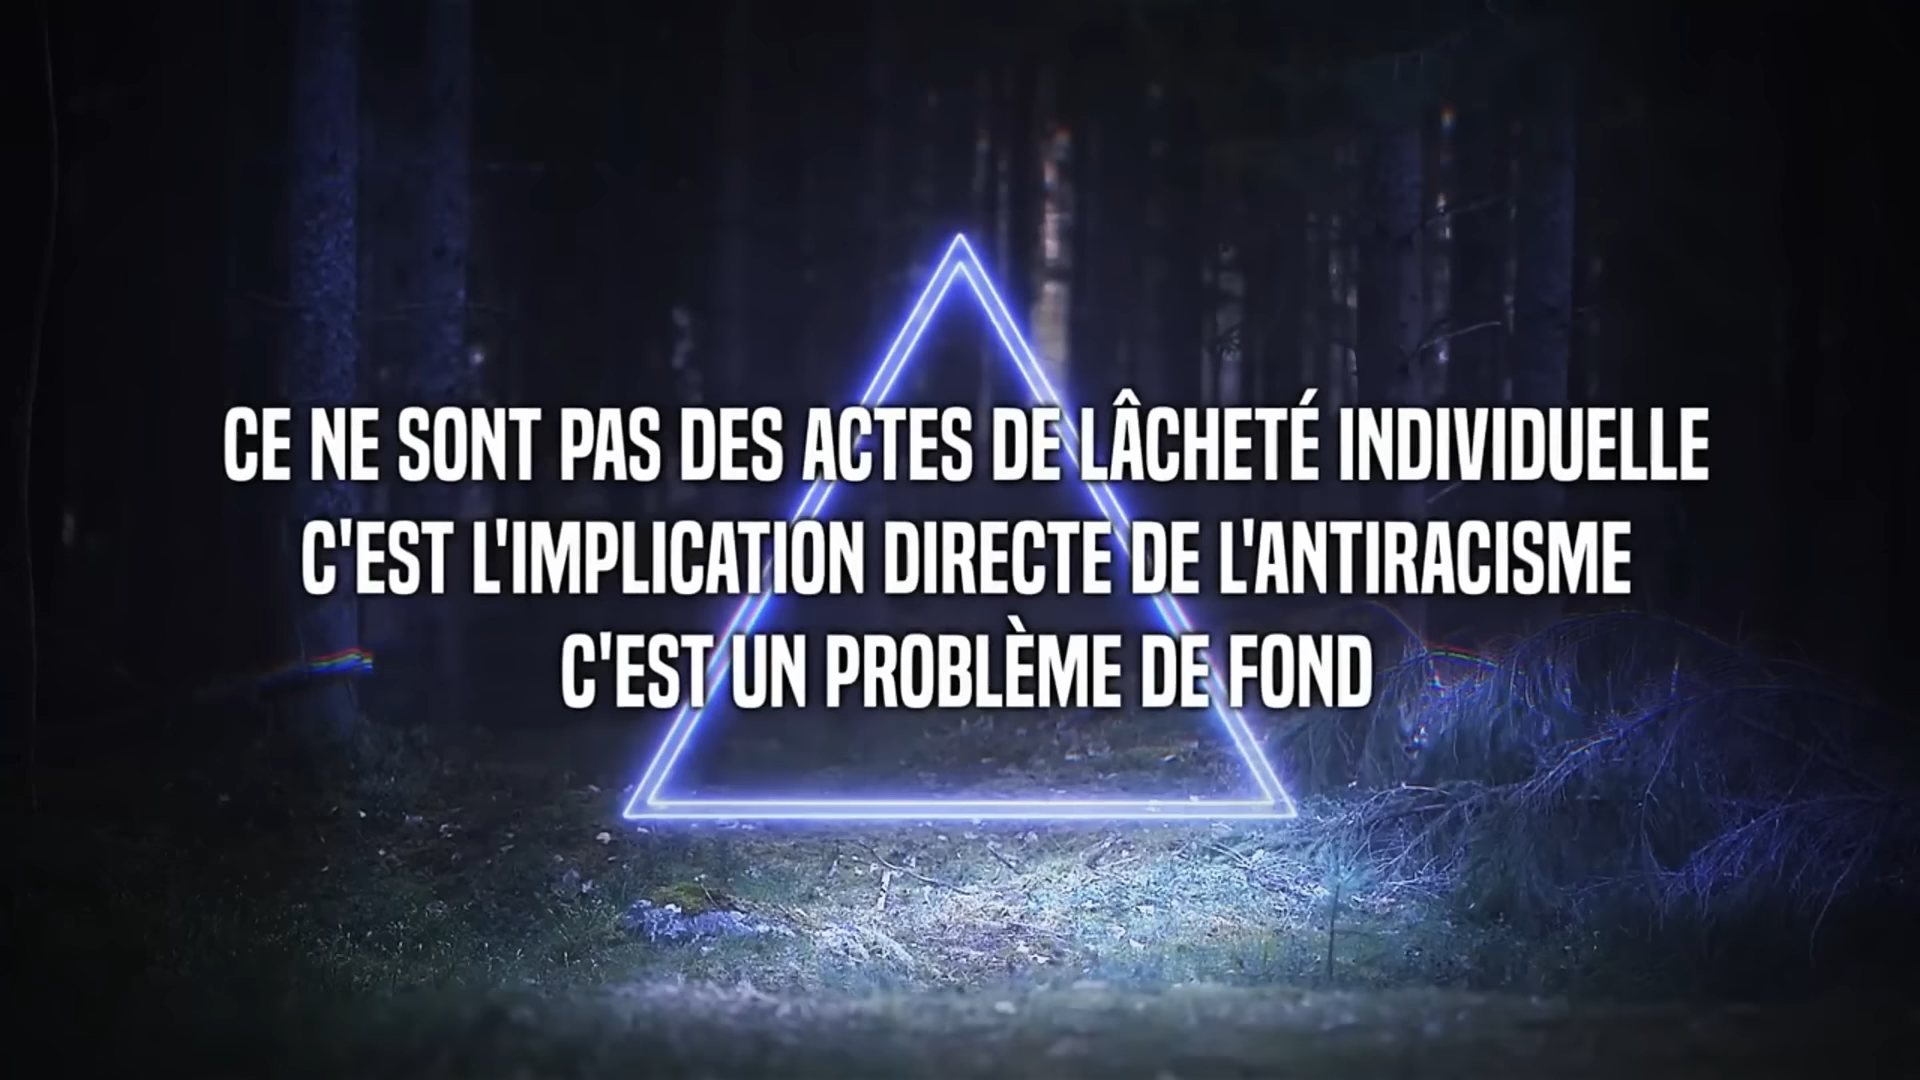 CE NE SONT PAS DES ACTES DE LÂCHETÉ INDIVIDUELLE
C'EST L'IMPLICATION DIRECTE DE L'ANTIRACISME
C'EST UN PROBLÈME DE FOND